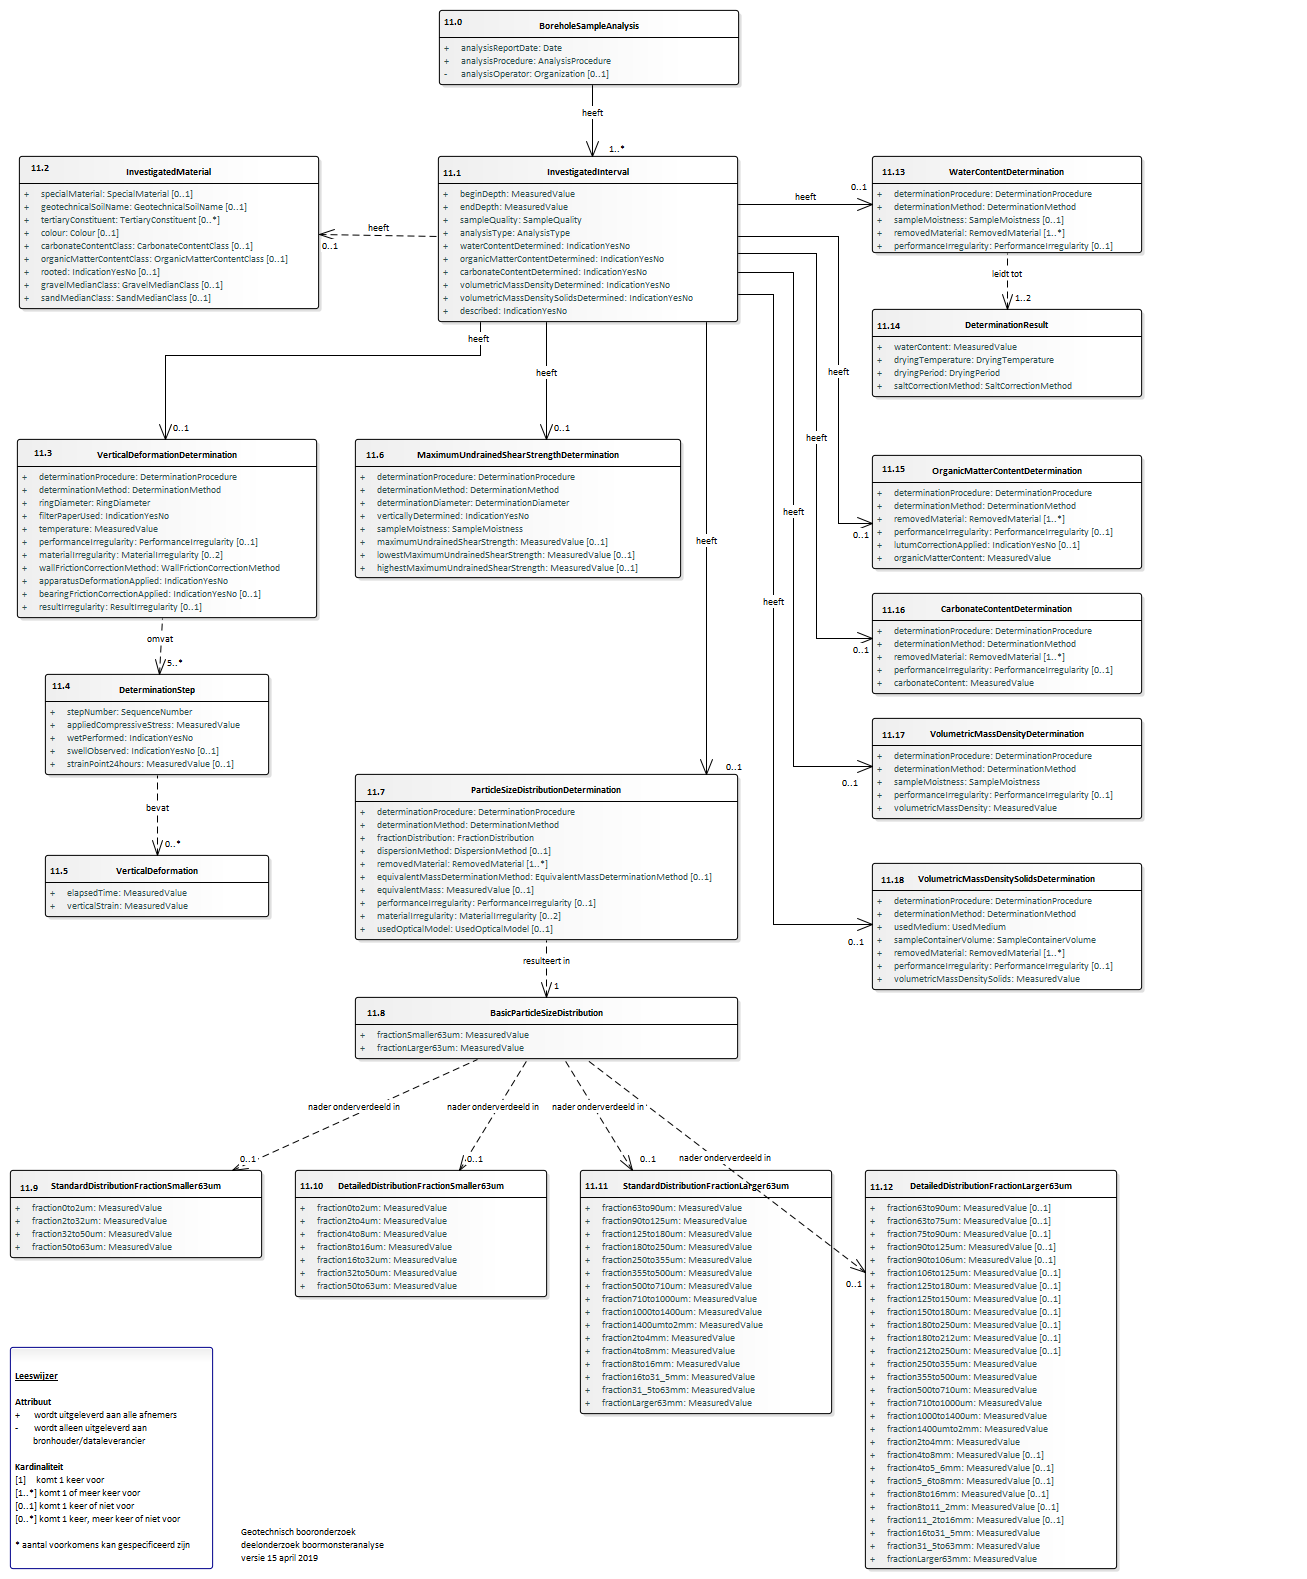 11.0 BoreholeSampleAnalysis
+ analysisReportDate: Date
+ analysisProcedure: AnalysisProcedure
- analysisOperator: Organization [0..1]
heeft
1..*
11.2 InvestigatedMaterial
+ specialMaterial: SpecialMaterial [0..1]
+ geotechnicalSoilName: GeotechnicalSoilName [0..1]
+ tertiaryConstituent: TertiaryConstituent [0..*]
+ colour: Colour [0..1]
+ carbonateContentClass: CarbonateContentClass [0..1]
+ organicMatterContentClass: OrganicMatterContentClass [0..1]
+ rooted: IndicationYesNo [0..1]
+ gravelMedianClass: GravelMedianClass [0..1]
+ sandMedianClass: SandMedianClass [0..1]
heeft
0..1
11.1 InvestigatedInterval
+ beginDepth: MeasuredValue
+ endDepth: MeasuredValue
+ sampleQuality: SampleQuality
+ analysisType: AnalysisType
+ waterContentDetermined: IndicationYesNo
+ organicMatterContentDetermined: IndicationYesNo
+ carbonateContentDetermined: IndicationYesNo
+ volumetricMassDensityDetermined: IndicationYesNo
+ volumetricMassDensitySolidsDetermined: IndicationYesNo
+ described: IndicationYesNo
heeft
0..1
11.13 WaterContentDetermination
+ determinationProcedure: DeterminationProcedure
+ determinationMethod: DeterminationMethod
+ sampleMoistness: SampleMoistness [0..1]
+ removedMaterial: RemovedMaterial [1..*]
+ performanceIrregularity: PerformanceIrregularity [0..1]
leidt tot
1..2
11.14 DeterminationResult
+ waterContent: MeasuredValue
+ dryingTemperature: DryingTemperature
+ dryingPeriod: DryingPeriod
+ saltCorrectionMethod: SaltCorrectionMethod
heeft
0..1
heeft
0..1
heeft
0..1
heeft
0..1
heeft
0..1
heeft
0..1
heeft
0..1
11.3 VerticalDeformationDetermination
+ determinationProcedure: DeterminationProcedure
+ determinationMethod: DeterminationMethod
+ ringDiameter: RingDiameter
+ filterPaperUsed: IndicationYesNo
+ temperature: MeasuredValue
+ performanceIrregularity: PerformanceIrregularity [0..1]
+ materialIrregularity: MaterialIrregularity [0..2]
+ wallFrictionCorrectionMethod: WallFrictionCorrectionMethod
+ apparatusDeformationApplied: IndicationYesNo
+ bearingFrictionCorrectionApplied: IndicationYesNo [0..1]
+ resultIrregularity: ResultIrregularity [0..1]
omvat
5..*
11.4 DeterminationStep
+ stepNumber: SequenceNumber
+ appliedCompressiveStress: MeasuredValue
+ wetPerformed: IndicationYesNo
+ swellObserved: IndicationYesNo [0..1]
+ strainPoint24hours: MeasuredValue [0..1]
bevat
0..*
11.5 VerticalDeformation
+ elapsedTime: MeasuredValue
+ verticalStrain: MeasuredValue
11.6 MaximumUndrainedShearStrengthDetermination
+ determinationProcedure: DeterminationProcedure
+ determinationMethod: DeterminationMethod
+ determinationDiameter: DeterminationDiameter
+ verticallyDetermined: IndicationYesNo
+ sampleMoistness: SampleMoistness
+ maximumUndrainedShearStrength: MeasuredValue [0..1]
+ lowestMaximumUndrainedShearStrength: MeasuredValue [0..1]
+ highestMaximumUndrainedShearStrength: MeasuredValue [0..1]
11.15 OrganicMatterContentDetermination
+ determinationProcedure: DeterminationProcedure
+ determinationMethod: DeterminationMethod
+ removedMaterial: RemovedMaterial [1..*]
+ performanceIrregularity: PerformanceIrregularity [0..1]
+ lutumCorrectionApplied: IndicationYesNo [0..1]
+ organicMatterContent: MeasuredValue
11.16 CarbonateContentDetermination
+ determinationProcedure: DeterminationProcedure
+ determinationMethod: DeterminationMethod
+ removedMaterial: RemovedMaterial [1..*]
+ performanceIrregularity: PerformanceIrregularity [0..1]
+ carbonateContent: MeasuredValue
11.17 VolumetricMassDensityDetermination
+ determinationProcedure: DeterminationProcedure
+ determinationMethod: DeterminationMethod
+ sampleMoistness: SampleMoistness
+ performanceIrregularity: PerformanceIrregularity [0..1]
+ volumetricMassDensity: MeasuredValue
11.18 VolumetricMassDensitySolidsDetermination
+ determinationProcedure: DeterminationProcedure
+ determinationMethod: DeterminationMethod
+ usedMedium: UsedMedium
+ sampleContainerVolume: SampleContainerVolume
+ removedMaterial: RemovedMaterial [1..*]
+ performanceIrregularity: PerformanceIrregularity [0..1]
+ volumetricMassDensitySolids: MeasuredValue
11.7 ParticleSizeDistributionDetermination
+ determinationProcedure: DeterminationProcedure
+ determinationMethod: DeterminationMethod
+ fractionDistribution: FractionDistribution
+ dispersionMethod: DispersionMethod [0..1]
+ removedMaterial: RemovedMaterial [1..*]
+ equivalentMassDeterminationMethod: EquivalentMassDeterminationMethod [0..1]
+ equivalentMass: MeasuredValue [0..1]
+ performanceIrregularity: PerformanceIrregularity [0..1]
+ materialIrregularity: MaterialIrregularity [0..2]
+ usedOpticalModel: UsedOpticalModel [0..1]
resulteert in
1
11.8 BasicParticleSizeDistribution
+ fractionSmaller63um: MeasuredValue
+ fractionLarger63um: MeasuredValue
nader onderverdeeld in
nader onderverdeeld in
nader onderverdeeld in
nader onderverdeeld in
0..1
0..1
0..1
0..1
11.9 StandardDistributionFractionSmaller63um
+ fraction0to2um: MeasuredValue
+ fraction2to32um: MeasuredValue
+ fraction32to50um: MeasuredValue
+ fraction50to63um: MeasuredValue
11.10 DetailedDistributionFractionSmaller63um
+ fraction0to2um: MeasuredValue
+ fraction2to4um: MeasuredValue
+ fraction4to8um: MeasuredValue
+ fraction8to16um: MeasuredValue
+ fraction16to32um: MeasuredValue
+ fraction32to50um: MeasuredValue
+ fraction50to63um: MeasuredValue
11.11 StandardDistributionFractionLarger63um
+ fraction63to90um: MeasuredValue
+ fraction90to125um: MeasuredValue
+ fraction125to180um: MeasuredValue
+ fraction180to250um: MeasuredValue
+ fraction250to355um: MeasuredValue
+ fraction355to500um: MeasuredValue
+ fraction500to710um: MeasuredValue
+ fraction710to1000um: MeasuredValue
+ fraction1000to1400um: MeasuredValue
+ fraction1400umto2mm: MeasuredValue
+ fraction2to4mm: MeasuredValue
+ fraction4to8mm: MeasuredValue
+ fraction8to16mm: MeasuredValue
+ fraction16to31_5mm: MeasuredValue
+ fraction31_5to63mm: MeasuredValue
+ fractionLarger63mm: MeasuredValue
11.12 DetailedDistributionFractionLarger63um
+ fraction63to90um: MeasuredValue [0..1]
+ fraction63to75um: MeasuredValue [0..1]
+ fraction75to90um: MeasuredValue [0..1]
+ fraction90to125um: MeasuredValue [0..1]
+ fraction90to106um: MeasuredValue [0..1]
+ fraction106to125um: MeasuredValue [0..1]
+ fraction125to180um: MeasuredValue [0..1]
+ fraction125to150um: MeasuredValue [0..1]
+ fraction150to180um: MeasuredValue [0..1]
+ fraction180to250um: MeasuredValue [0..1]
+ fraction180to212um: MeasuredValue [0..1]
+ fraction212to250um: MeasuredValue [0..1]
+ fraction250to355um: MeasuredValue
+ fraction355to500um: MeasuredValue
+ fraction500to710um: MeasuredValue
+ fraction710to1000um: MeasuredValue
+ fraction1000to1400um: MeasuredValue
+ fraction1400umto2mm: MeasuredValue
+ fraction2to4mm: MeasuredValue
+ fraction4to8mm: MeasuredValue [0..1]
+ fraction4to5_6mm: MeasuredValue [0..1]
+ fraction5_6to8mm: MeasuredValue [0..1]
+ fraction8to16mm: MeasuredValue [0..1]
+ fraction8to11_2mm: MeasuredValue [0..1]
+ fraction11_2to16mm: MeasuredValue [0..1]
+ fraction16to31_5mm: MeasuredValue
+ fraction31_5to63mm: MeasuredValue
+ fractionLarger63mm: MeasuredValue
Leeswijzer
Attribuut
+ wordt uitgeleverd aan alle afnemers
- wordt alleen uitgeleverd aan
bronhouder/dataleverancier
Kardinaliteit
[1] komt 1 keer voor
[1..*] komt 1 of meer keer voor
[0..1] komt 1 keer of niet voor
[0..*] komt 1 keer, meer keer of niet voor
* aantal voorkomens kan gespecificeerd zijn
Geotechnisch booronderzoek
deelonderzoek boormonsteranalyse
versie 15 april 2019